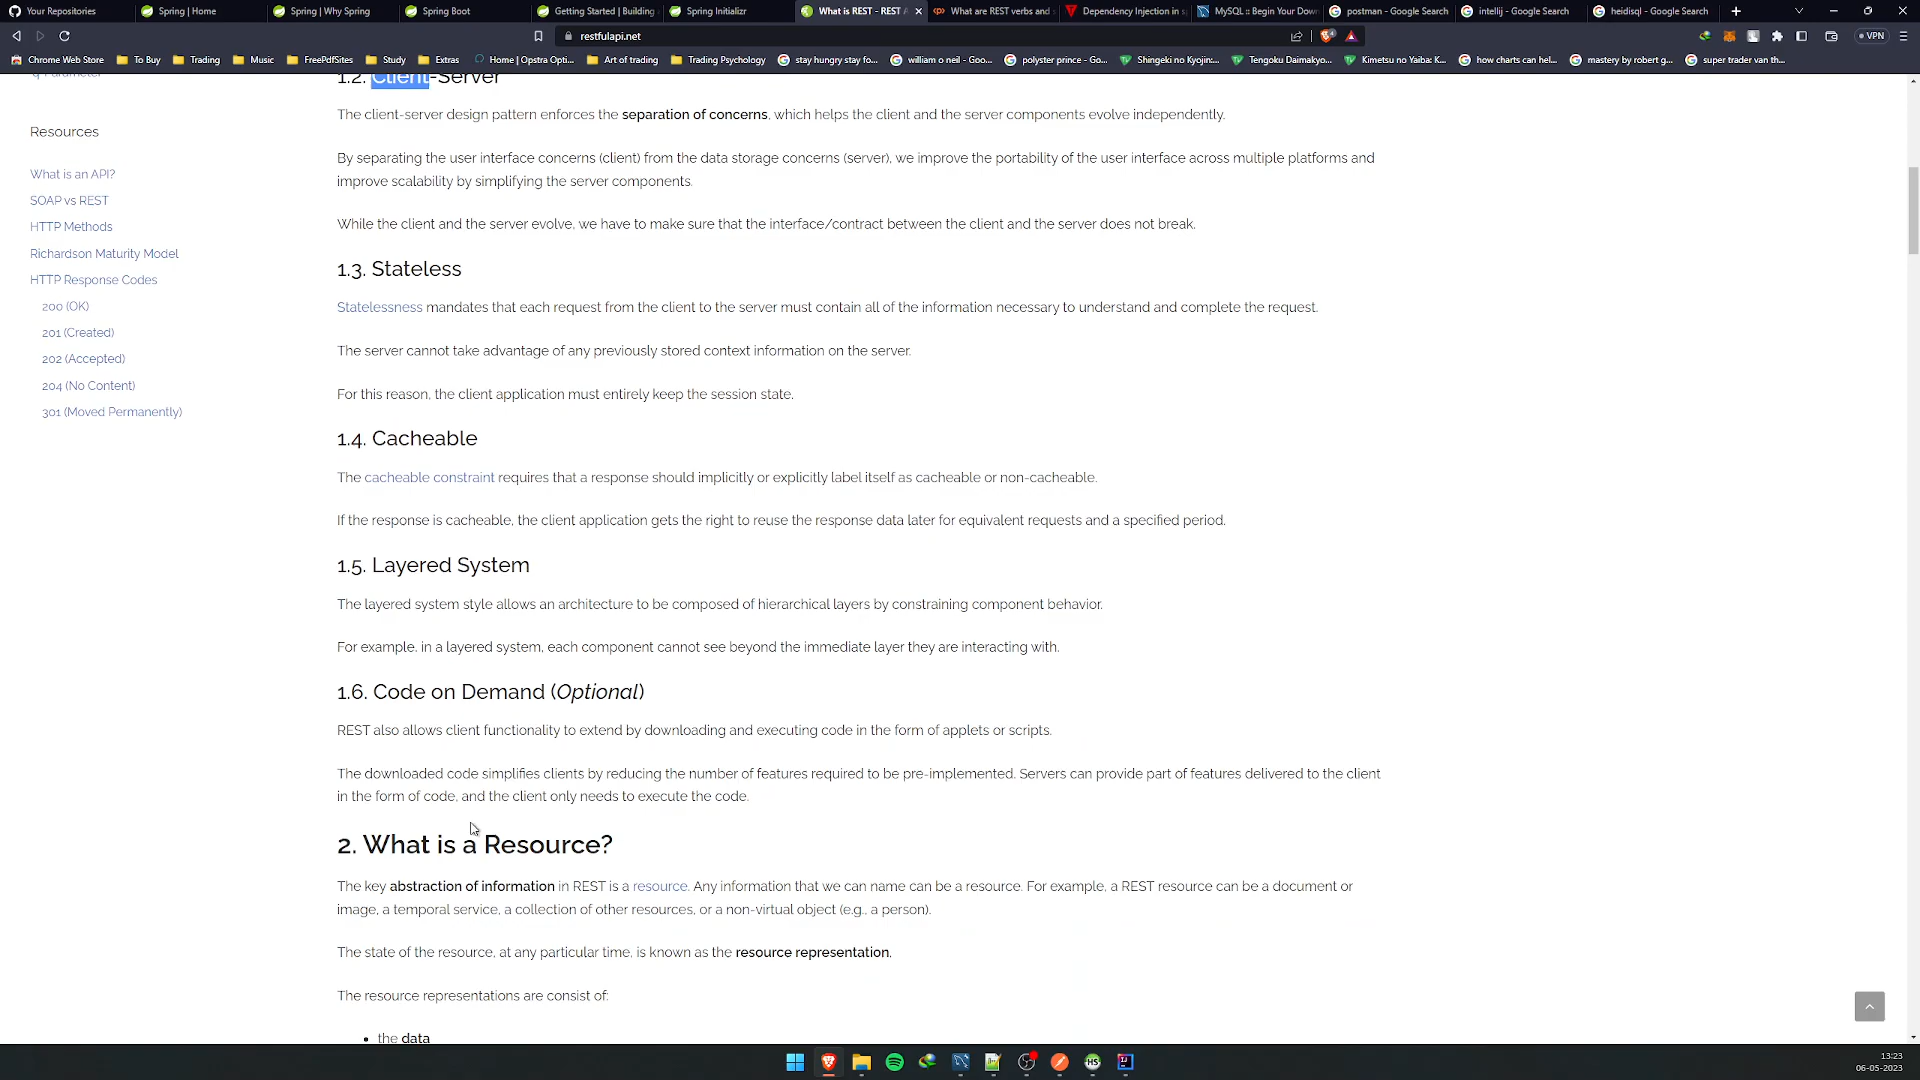 Your Repositories
Spring | Home
Spring | Why Spring
Spring Boot
Getting Started | Building
Spring Initializr
What is REST - REST A
What are REST verbs and s
Dependency Injection in s
MySQL :: Begin Your Down
postman - Google Search
intellij - Google Search
heidisql - Google Search
restfulapi.net
VPN
Chrome Web Store
To Buy
Trading
Music
FreePdfSites
Study
Extras
Home | Opstra Opti...
Art of trading
Trading Psychology
stay hungry stay fo...
william o neil - Goo...
polyster prince - Go...
Shingeki no Kyojin:...
Tengoku Daimakyo...
Kimetsu no Yaiba: K...
how charts can hel...
mastery by robert g...
super trader van th...
q Parameter
Resources
What is an API?
SOAP vs REST
HTTP Methods
Richardson Maturity Model
HTTP Response Codes
200 (OK)
201 (Created)
202 (Accepted)
204 (No Content)
301 (Moved Permanently)
1.2. Client-Server
The client-server design pattern enforces the separation of concerns, which helps the client and the server components evolve independently.
By separating the user interface concerns (client) from the data storage concerns (server), we improve the portability of the user interface across multiple platforms and
improve scalability by simplifying the server components.
While the client and the server evolve, we have to make sure that the interface/contract between the client and the server does not break.
1.3. Stateless
Statelessness mandates that each request from the client to the server must contain all of the information necessary to understand and complete the request.
The server cannot take advantage of any previously stored context information on the server.
For this reason, the client application must entirely keep the session state.
1.4. Cacheable
The cacheable constraint requires that a response should implicitly or explicitly label itself as cacheable or non-cacheable.
If the response is cacheable, the client application gets the right to reuse the response data later for equivalent requests and a specified period.
1.5. Layered System
The layered system style allows an architecture to be composed of hierarchical layers by constraining component behavior.
For example, in a layered system, each component cannot see beyond the immediate layer they are interacting with.
1.6. Code on Demand (Optional)
REST also allows client functionality to extend by downloading and executing code in the form of applets or scripts.
The downloaded code simplifies clients by reducing the number of features required to be pre-implemented. Servers can provide part of features delivered to the client
in the form of code, and the client only needs to execute the code.
2. What is a Resource?
The key abstraction of information in REST is a resource. Any information that we can name can be a resource. For example, a REST resource can be a document or
image, a temporal service, a collection of other resources, or a non-virtual object (e.g., a person).
The state of the resource, at any particular time, is known as the resource representation.
The resource representations are consist of:
• the data
13:23
06-05-2023